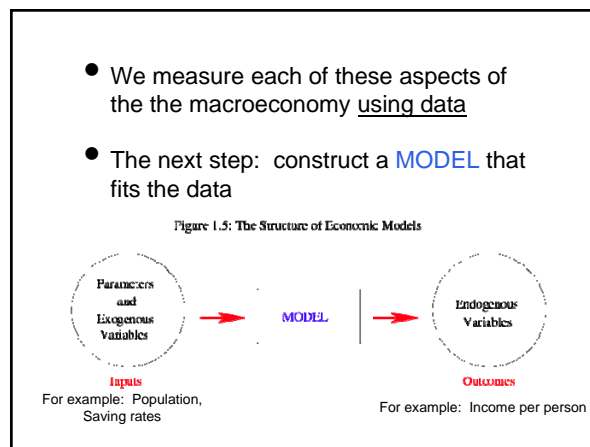 • We measure each of these aspects of
the the macroeconomy using data
• The next step: construct a MODEL that
fits the data
Figure 1.5: The Structure of Economic Models
Parameters
and
Exogenous
Variables
MODEL
Endogenous
Variables
Inputs
For example: Population,
Saving rates
Outcomes
For example: Income per person